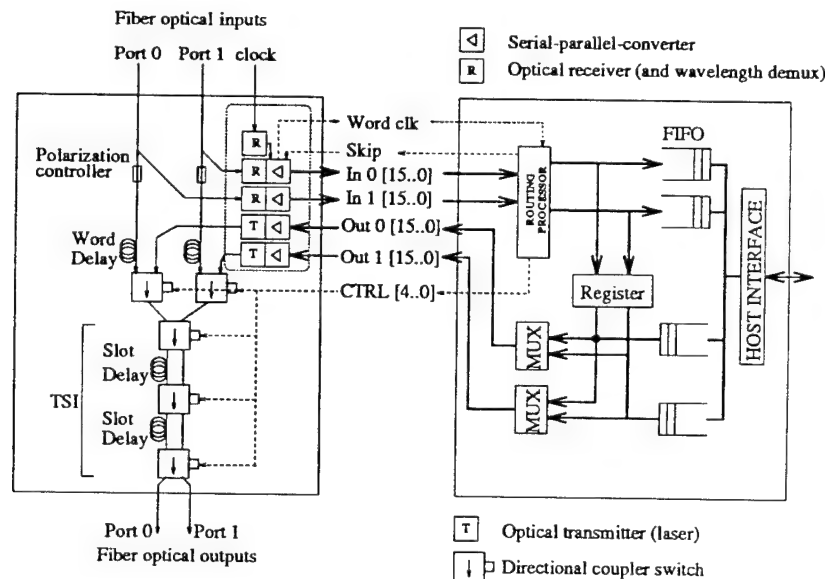 Fiber optical inputs
Port 0 Port 1 clock
Serial-parallel-converter
R Optical receiver (and wavelength demux)
Word clk
Skip
Polarization
controller
R
R
R
T
T
In 0 [15..0]
In 1 [15..0]
Out 0 [15..0]
Out 1 [15..0]
CTRL [4..0]
Word
Delay
TSI
Slot
Delay
Slot
Delay
Port 0 Port 1
Fiber optical outputs
ROUTING
PROCESSOR
FIFO
Register
MUX
MUX
HOST INTERFACE
T Optical transmitter (laser)
Directional coupler switch